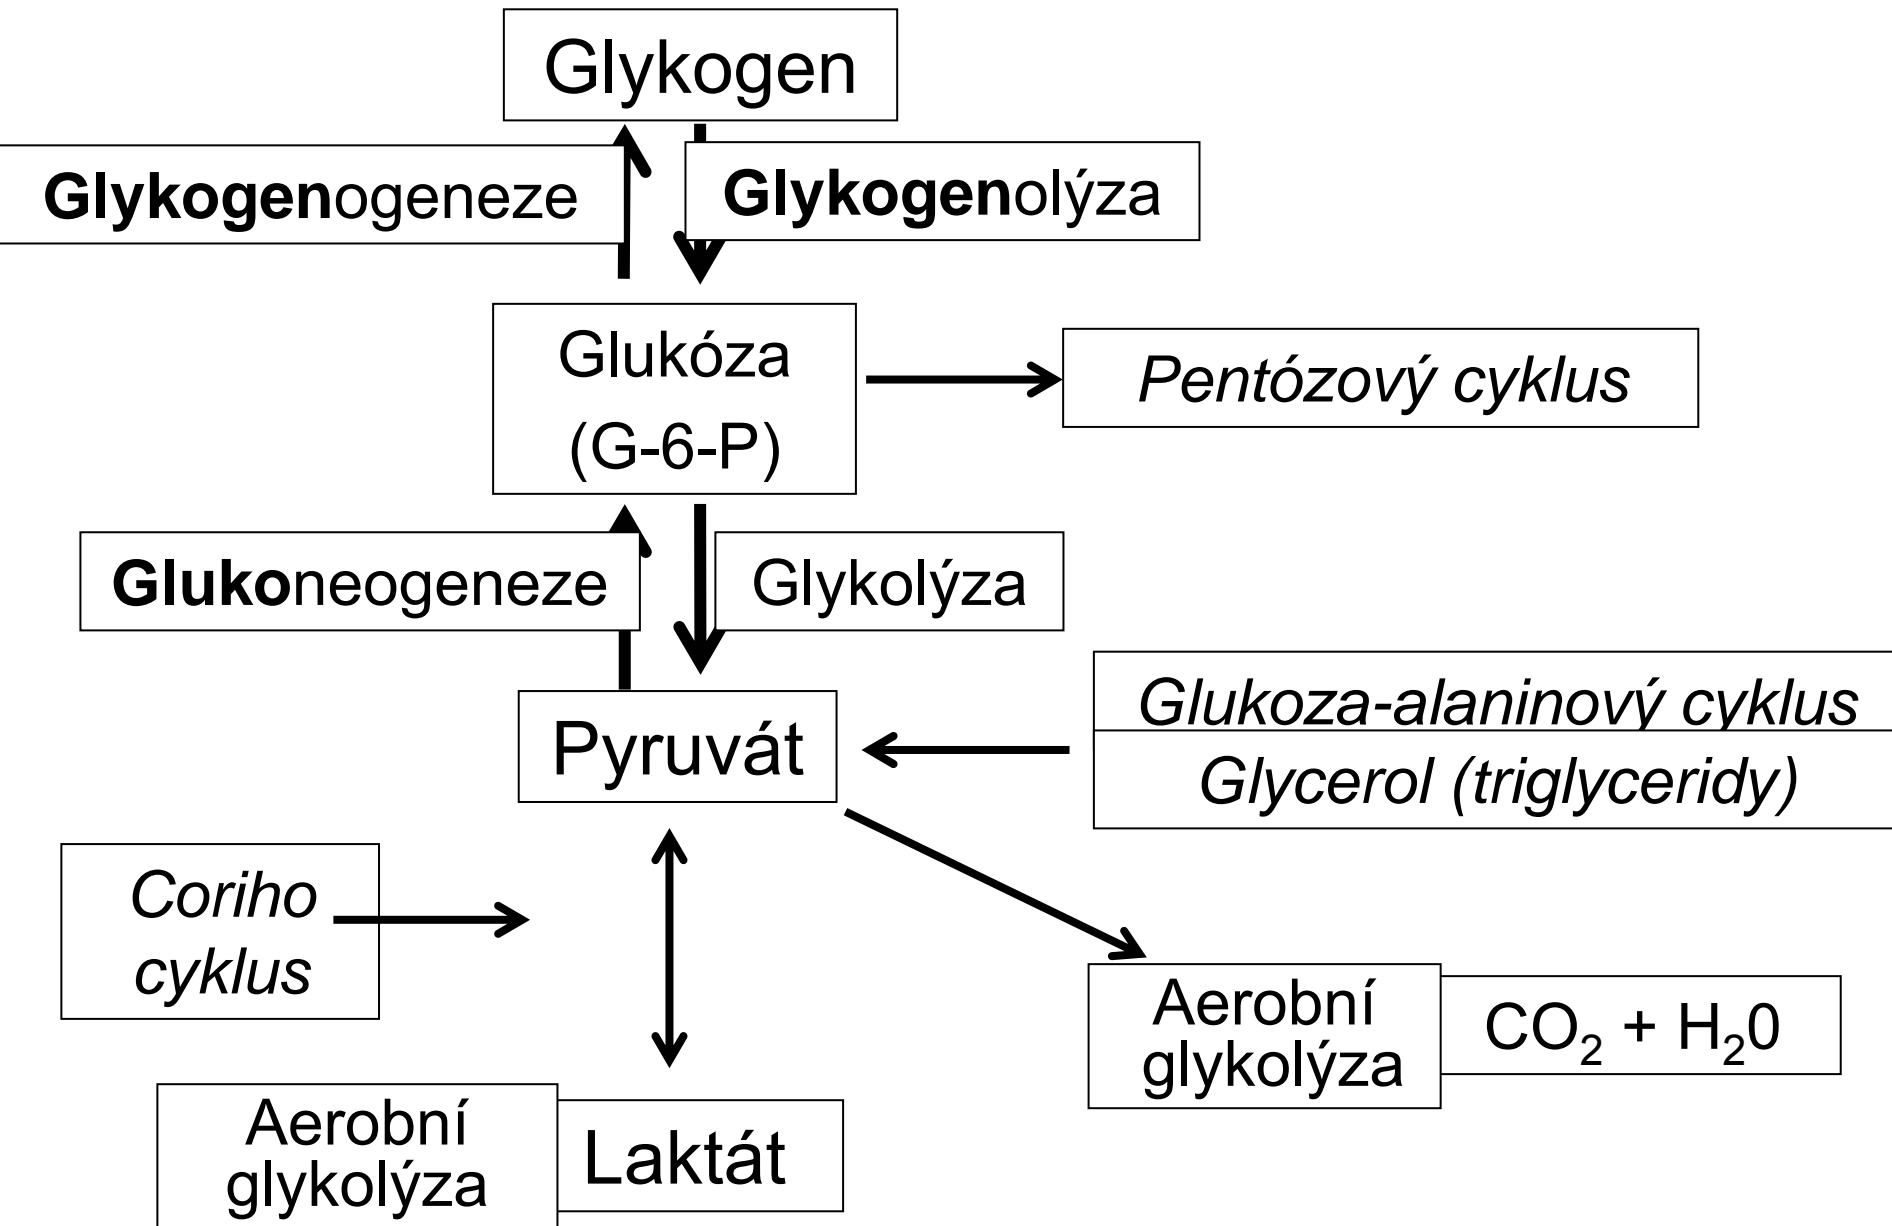 Glykogen
Glykogenogeneze
Glykogenolýza
Glukóza
(G-6-P)
Pentózový cyklus
Glukoneogeneze
Glykolýza
Glukoza-alaninový cyklus
Pyruvát
Glycerol (triglyceridy)
Coriho
cyklus
Aerobní
glykolýza
CO₂ + H₂0
Aerobní
glykolýza
Laktát